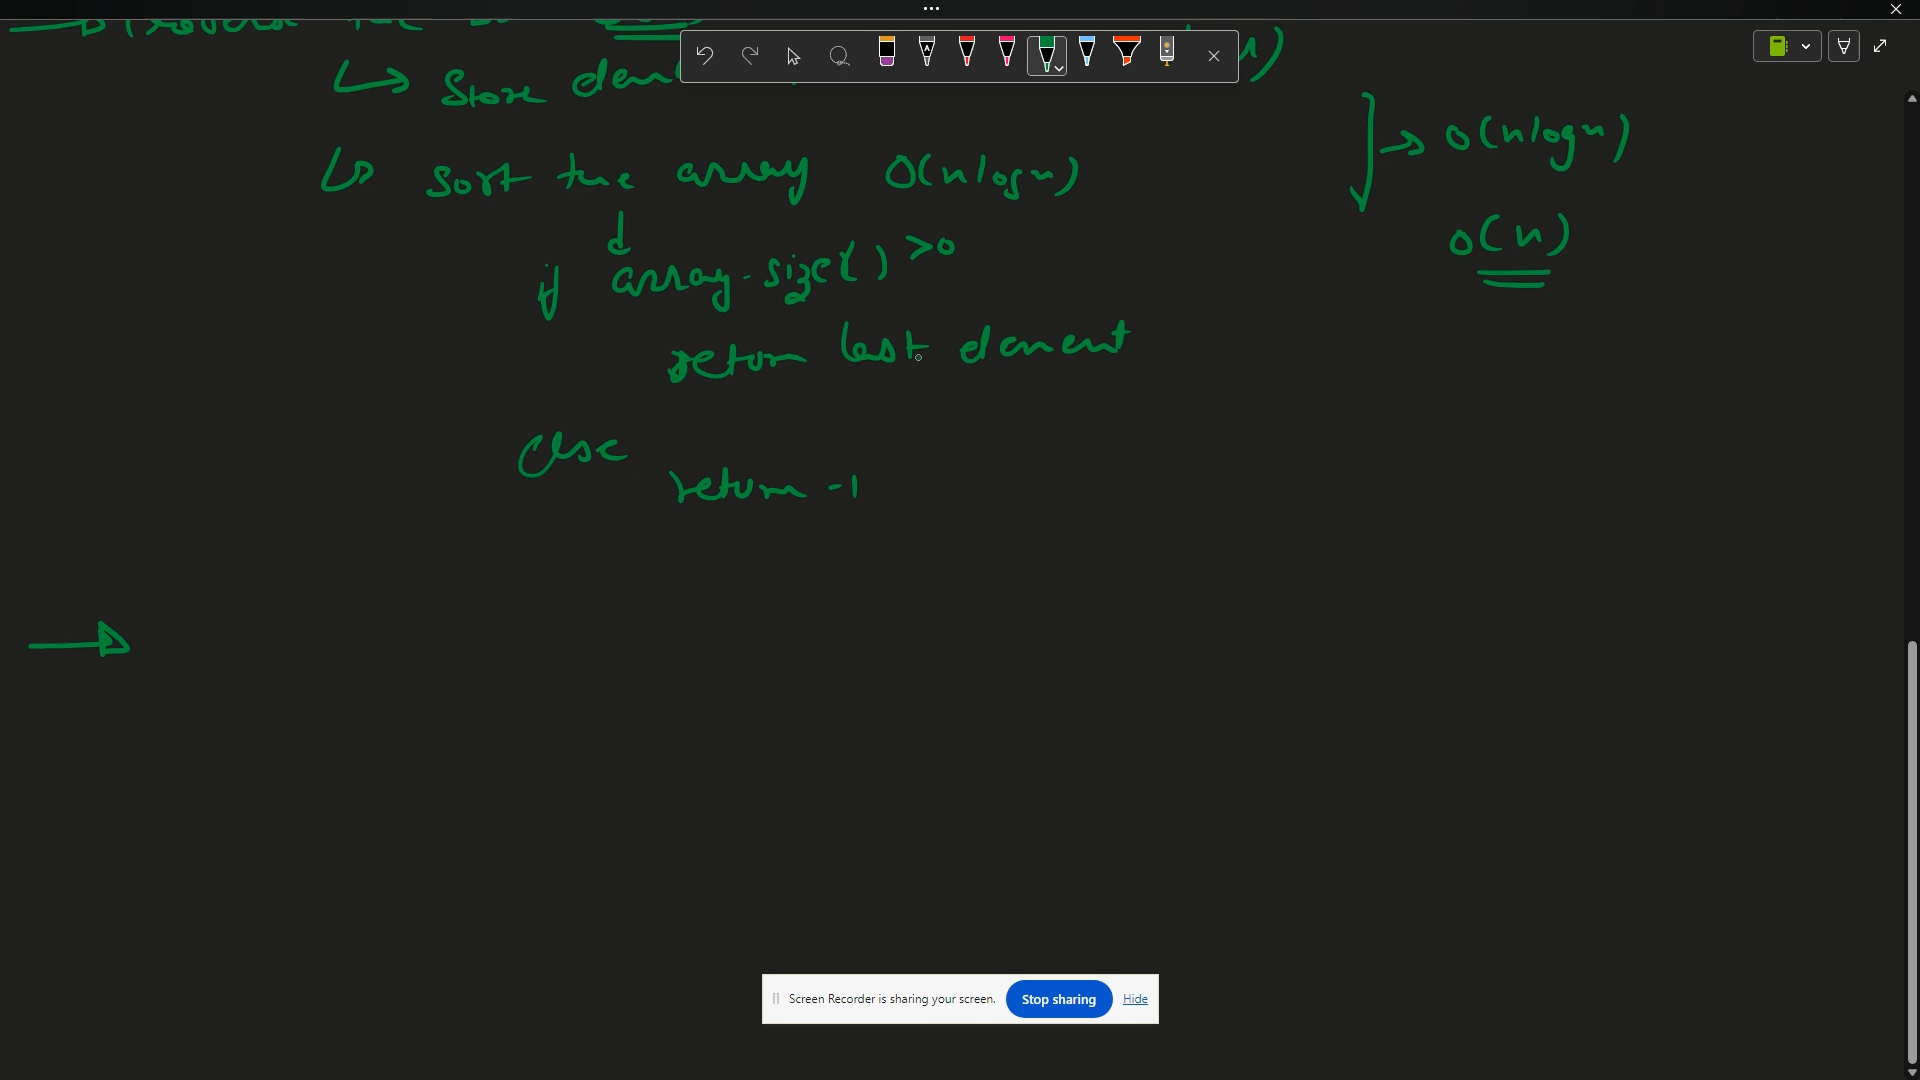 ↳ Store
↳ Sort the array O(nlogn)
→ O(nlogn)
O(n)
if array.size() >0
return last element
else
return -1
Screen Recorder is sharing your screen. Stop sharing Hide